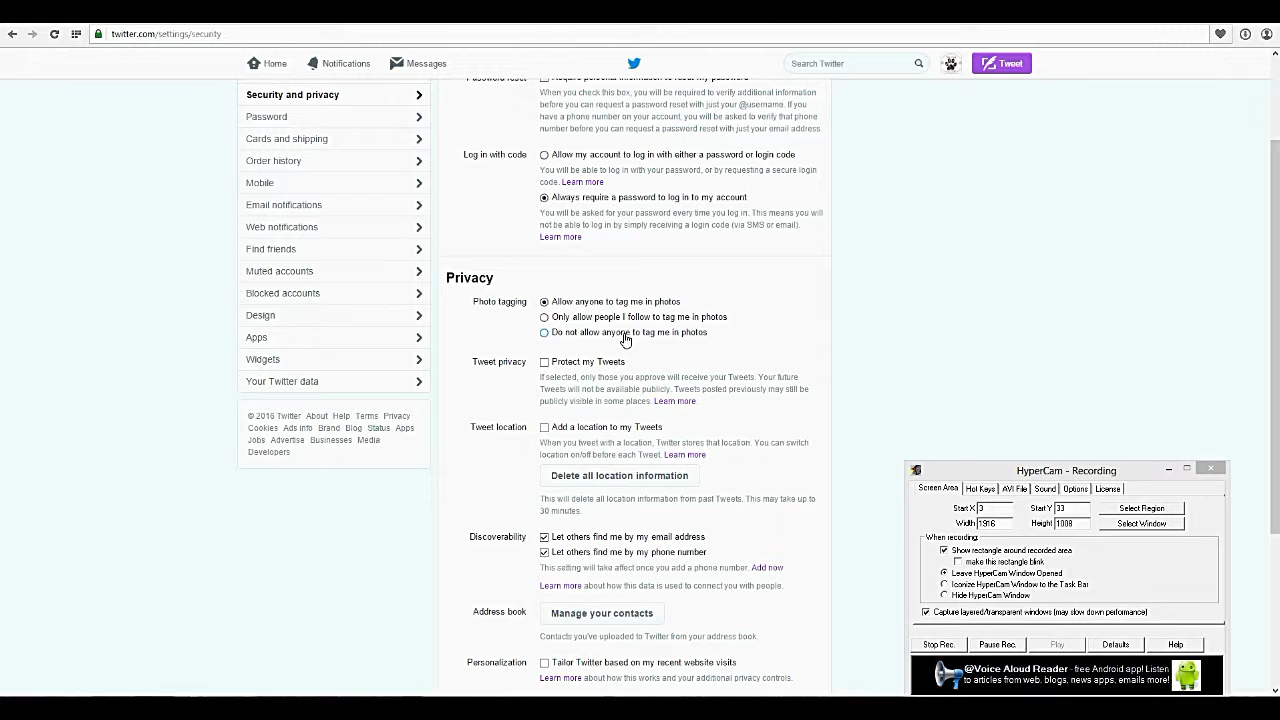 twitter.com/settings/security
Home
Notifications
Messages
Search Twitter
Tweet
Security and privacy
Password
Cards and shipping
Order history
Mobile
Email notifications
Web notifications
Find friends
Muted accounts
Blocked accounts
Design
Apps
Widgets
Your Twitter data
© 2016 Twitter About Help Terms Privacy
Cookies Ads info Brand Blog Status Apps
Jobs Advertise Businesses Media
Developers
Password reset Require personal information to reset my password
When you check this box, you will be required to verify additional information
before you can request a password reset with just your @username. If you
have a phone number on your account, you will be asked to verify that phone
number before you can request a password reset with just your email address.
Log in with code Allow my account to log in with either a password or login code
You will be able to log in with your password, or by requesting a secure login
code. Learn more
Always require a password to log in to my account
You will be asked for your password every time you log in. This means you will
not be able to log in by simply receiving a login code (via SMS or email).
Learn more
Privacy
Photo tagging Allow anyone to tag me in photos
Only allow people I follow to tag me in photos
Do not allow anyone to tag me in photos
Tweet privacy Protect my Tweets
If selected, only those you approve will receive your Tweets. Your future
Tweets will not be available publicly. Tweets posted previously may still be
publicly visible in some places. Learn more
Tweet location Add a location to my Tweets
When you tweet with a location, Twitter stores that location. You can switch
location on/off before each Tweet. Learn more
Delete all location information
This will delete all location information from past Tweets. This may take up to
30 minutes.
Discoverability Let others find me by my email address
Let others find me by my phone number
This setting will take affect once you add a phone number. Add now
Learn more about how this data is used to connect you with people.
Address book Manage your contacts
Contacts you've uploaded to Twitter from your address book.
Personalization Tailor Twitter based on my recent website visits
Learn more about how this works and your additional privacy controls.
HyperCam - Recording
Screen Area Hot Keys AVI File Sound Options License
Start X 3 Start Y 33 Select Region
Width 1916 Height 1008 Select Window
When recording:
Show rectangle around recorded area
make this rectangle blink
Leave HyperCam Window Opened
Iconize HyperCam Window to the Task Bar
Hide HyperCam Window
Capture layered/transparent windows (may slow down performance)
Stop Rec. Pause Rec. Play Defaults Help
@Voice Aloud Reader - free Android app! Listen
to articles from web, blogs, news apps, emails more!